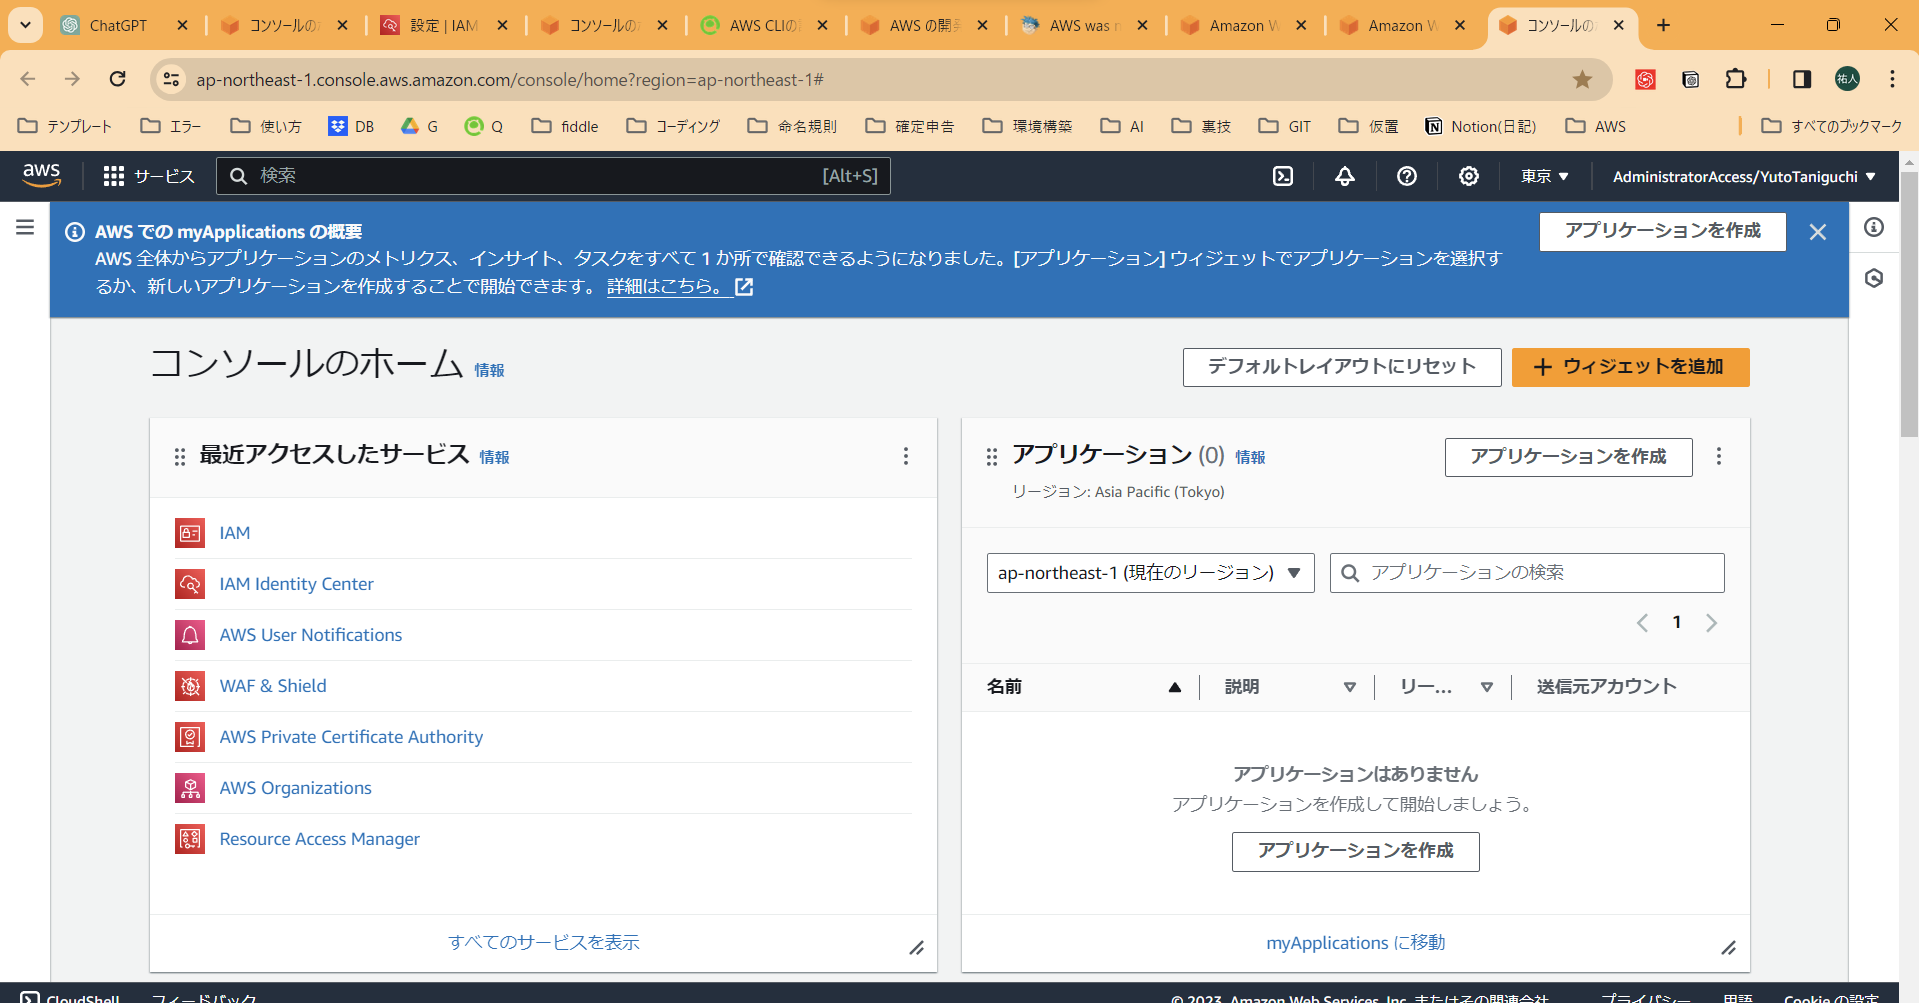 ChatGPT
コンソールの
設定 | IAM
コンソールの
AWS CLIの
AWS の開発
AWS was n
Amazon W
Amazon W
コンソールの
ap-northeast-1.console.aws.amazon.com/console/home?region=ap-northeast-1#
祐人
テンプレート
エラー
使い方
DB
G
Q
fiddle
コーディング
命名規則
確定申告
環境構築
AI
裏技
GIT
仮置
Notion(日記)
AWS
すべてのブックマーク
aws
サービス
検索
[Alt+S]
東京
AdministratorAccess/YutoTaniguchi
AWS での myApplications の概要
AWS 全体からアプリケーションのメトリクス、インサイト、タスクをすべて 1 か所で確認できるようになりました。[アプリケーション] ウィジェットでアプリケーションを選択す
るか、新しいアプリケーションを作成することで開始できます。 詳細はこちら。
アプリケーションを作成
コンソールのホーム
情報
デフォルトレイアウトにリセット
ウィジェットを追加
最近アクセスしたサービス 情報
IAM
IAM Identity Center
AWS User Notifications
WAF & Shield
AWS Private Certificate Authority
AWS Organizations
Resource Access Manager
すべてのサービスを表示
アプリケーション (0) 情報
リージョン: Asia Pacific (Tokyo)
アプリケーションを作成
ap-northeast-1 (現在のリージョン)
アプリケーションの検索
1
名前
説明
リー...
送信元アカウント
アプリケーションはありません
アプリケーションを作成して開始しましょう。
アプリケーションを作成
myApplications に移動
CloudShell
フィードバック
© 2023, Amazon Web Services, Inc. またはその関連会社
プライバシー
用語
Cookie の設定